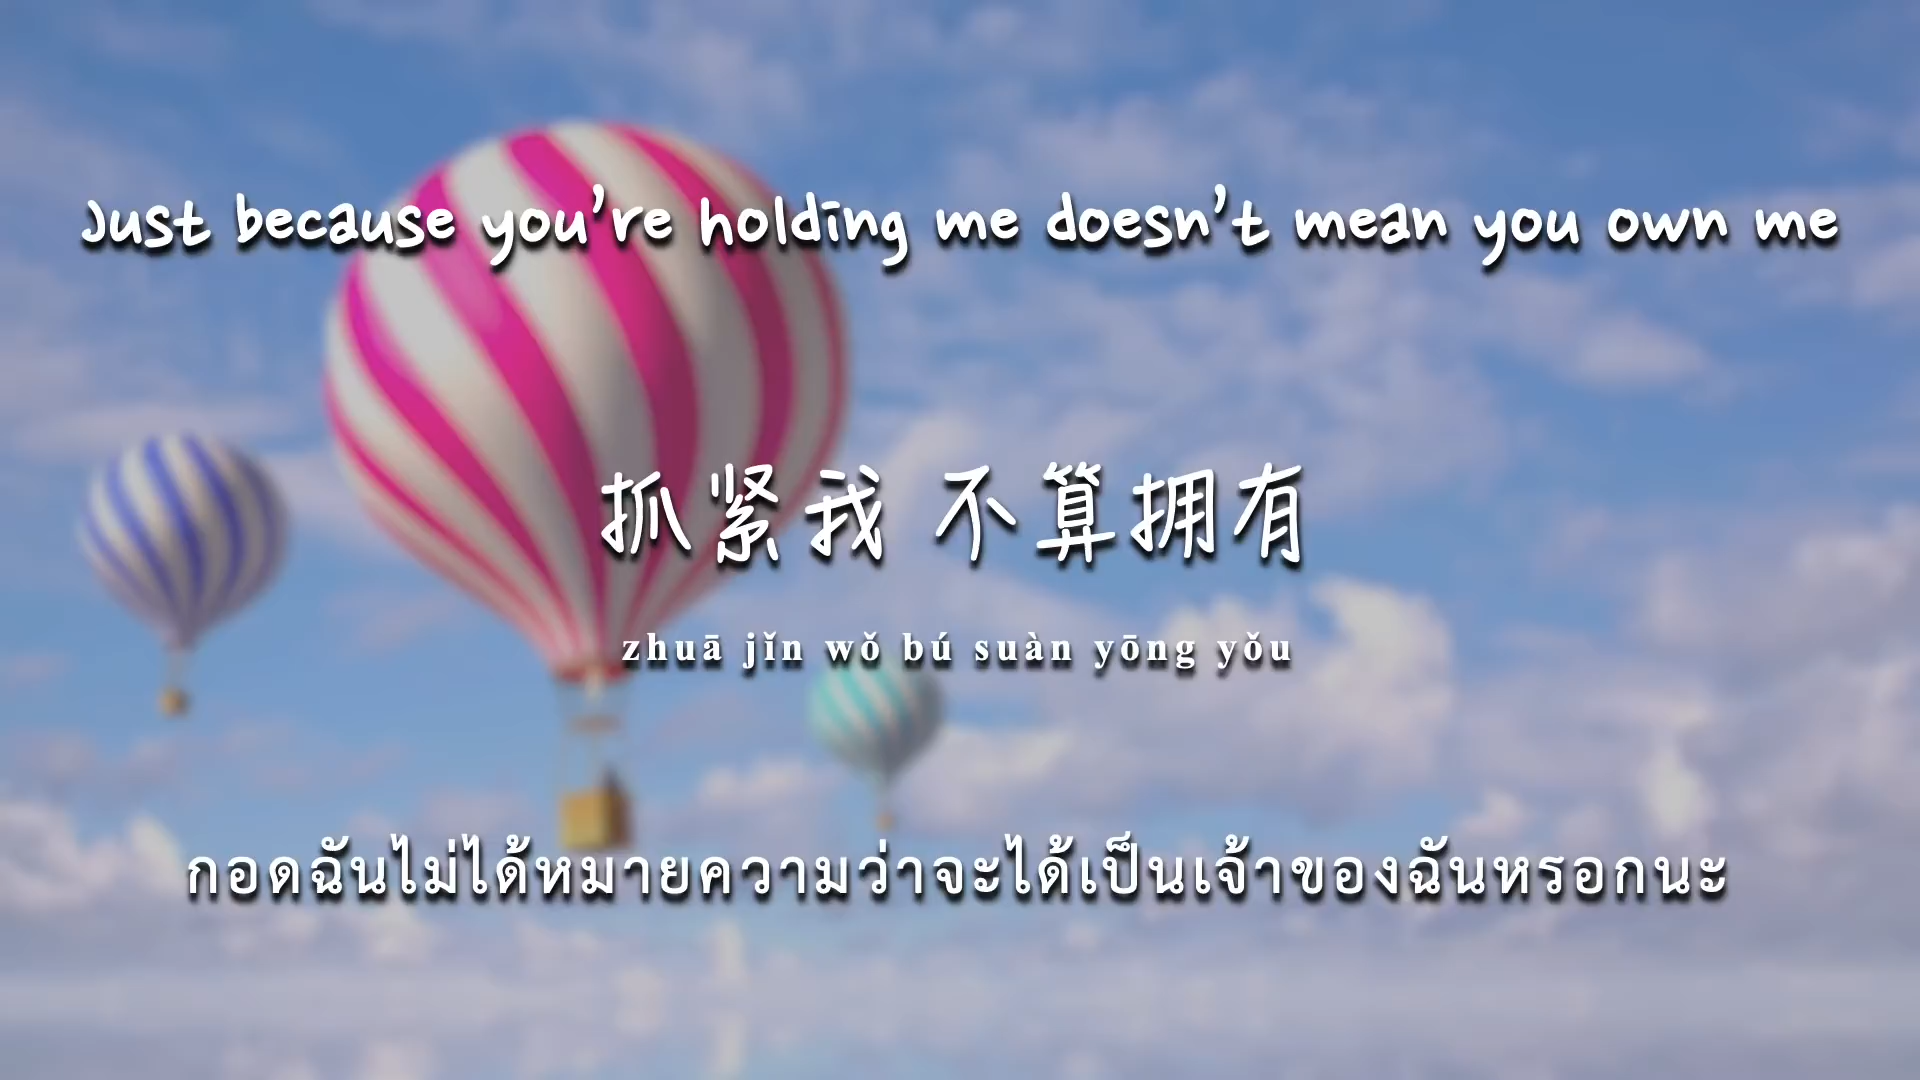 Just because you're holding me doesn't mean you own me
抓紧我 不算拥有
zhuā jǐn wǒ bú suàn yōng yǒu
กอดฉันไม่ได้หมายความว่าจะได้เป็นเจ้าของฉันหรอกนะ